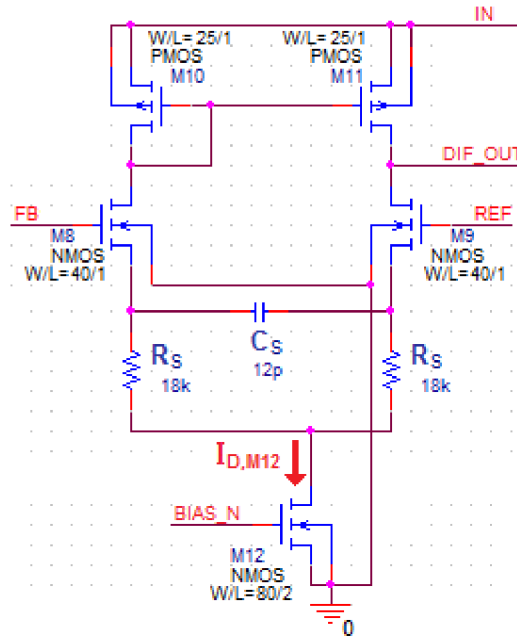 IN
W/L= 25/1
PMOS
M10
W/L= 25/1
PMOS
M11
DIF_OUT
FB
M8
NMOS
W/L= 40/1
REF
M9
NMOS
W/L= 40/1
RS
18k
CS
12p
RS
18k
ID,M12
BIAS_N
M12
NMOS
W/L=80/2
0